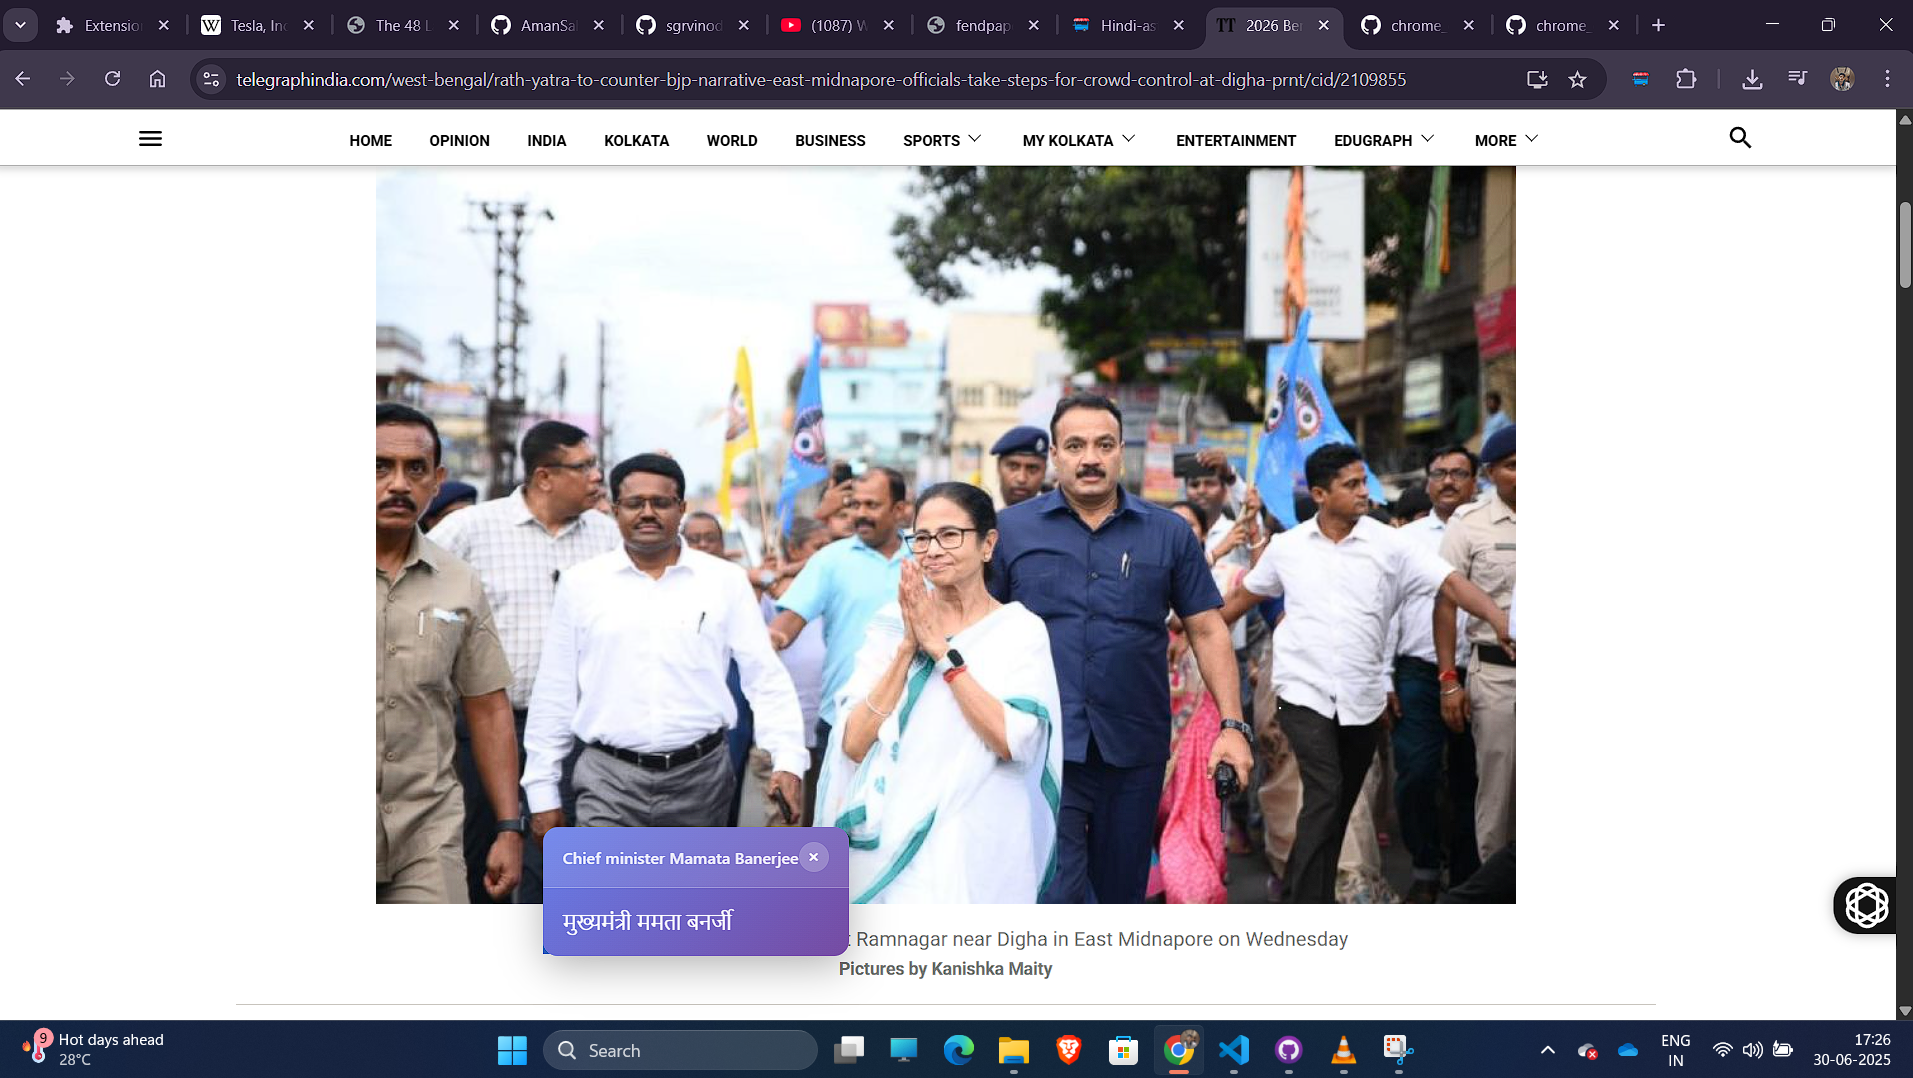 Extensio
Tesla, Inc
The 48 L
AmanSa
sgrvinod
(1087) W
fendpap
Hindi-as
TT 2026 Be
chrome_
chrome_
telegraphindia.com/west-bengal/rath-yatra-to-counter-bjp-narrative-east-midnapore-officials-take-steps-for-crowd-control-at-digha-prnt/cid/2109855
HOME OPINION INDIA KOLKATA WORLD BUSINESS SPORTS MY KOLKATA ENTERTAINMENT EDUGRAPH MORE
Chief minister Mamata Banerjee
मुख्यमंत्री ममता बनर्जी
Ramnagar near Digha in East Midnapore on Wednesday
Pictures by Kanishka Maity
9
Hot days ahead
28°C
Search
ENG
IN
17:26
30-06-2025